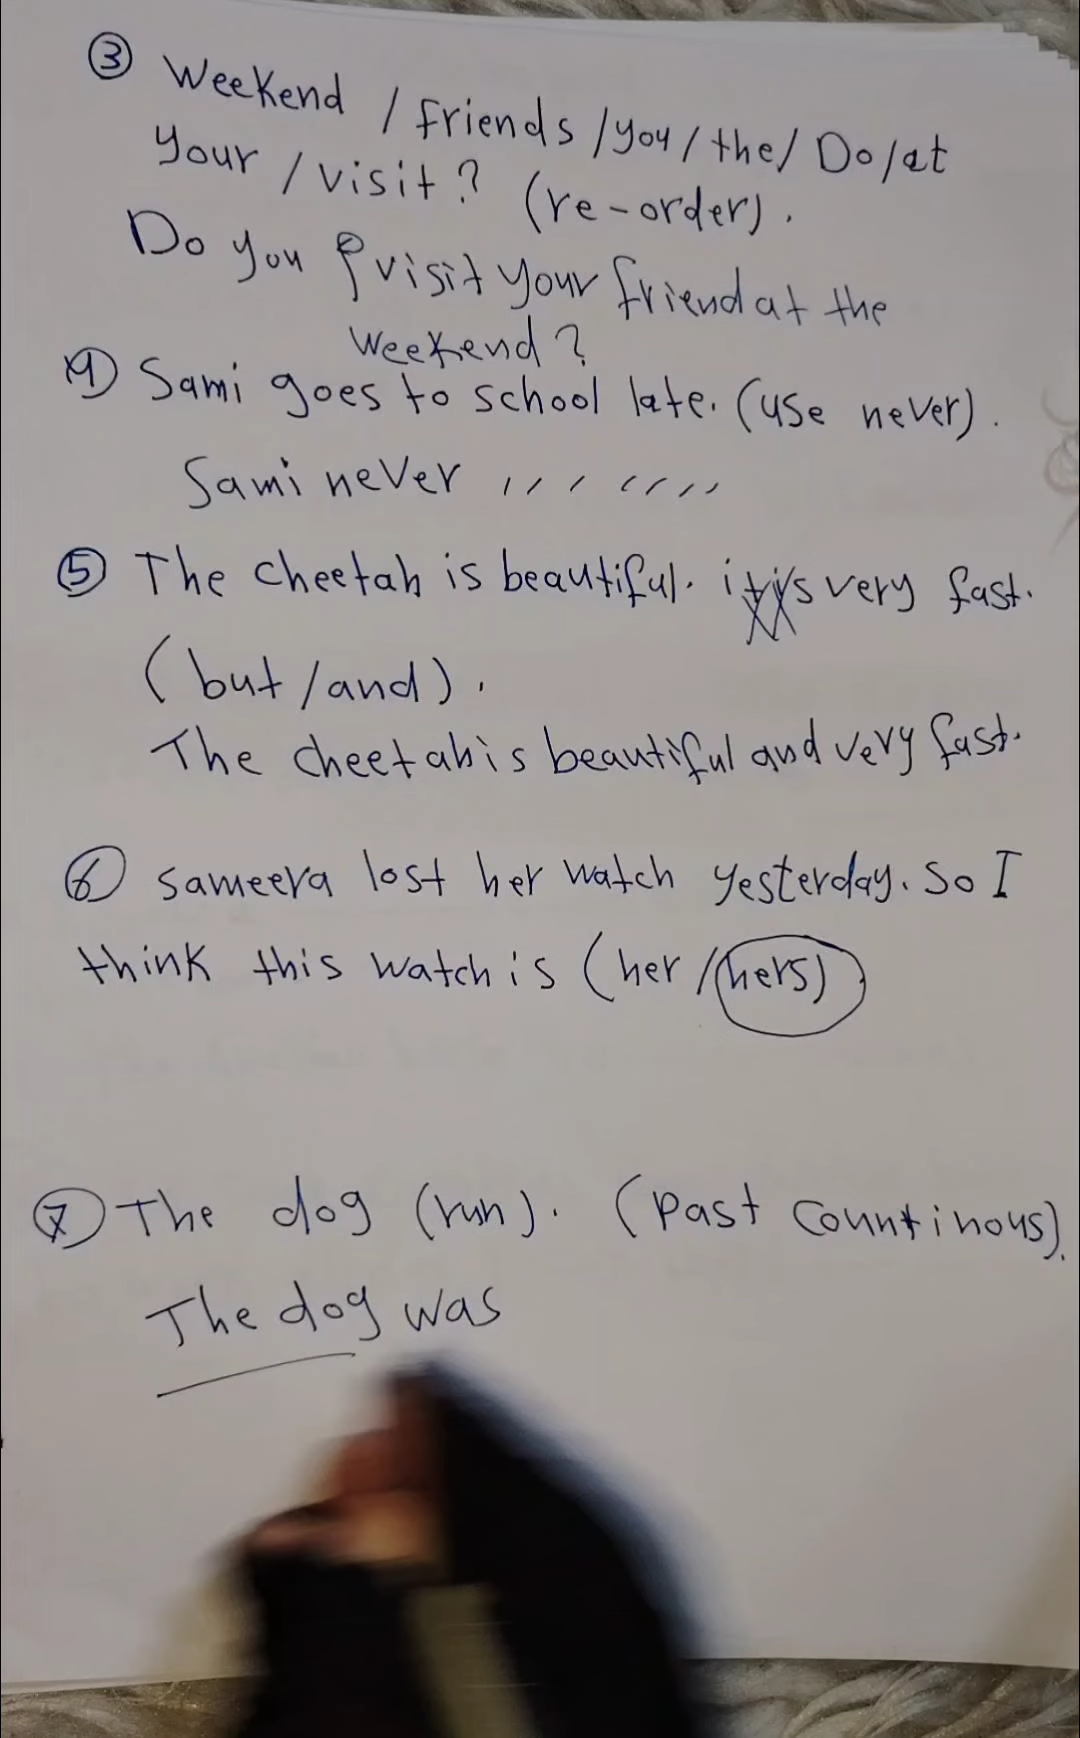 ③ Weekend / friends / you / the / Do / at
your / visit ? (re-order) .
Do you visit your friend at the
weekend ?
④ Sami goes to school late. (use never) .
Sami never , , , , , , ,
⑤ The cheetah is beautiful. it is very fast.
(but / and) .
The cheetah is beautiful and very fast.
⑥ sameera lost her watch yesterday. So I
think this watch is (her / hers)
⑦ The dog (run) . (Past Countinous) .
The dog was